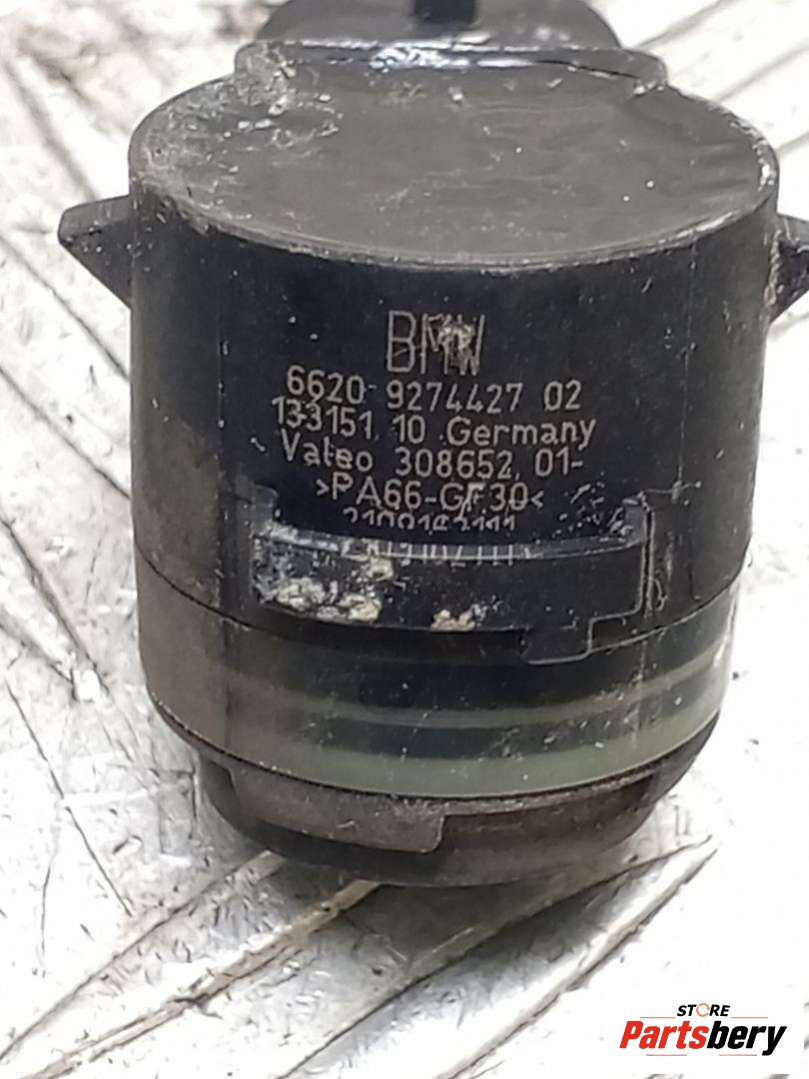 BMW
6620 9274427 02
133151 10 Germany
Valeo 308652 01-
>PA66-GF30<
STORE
Partsbery